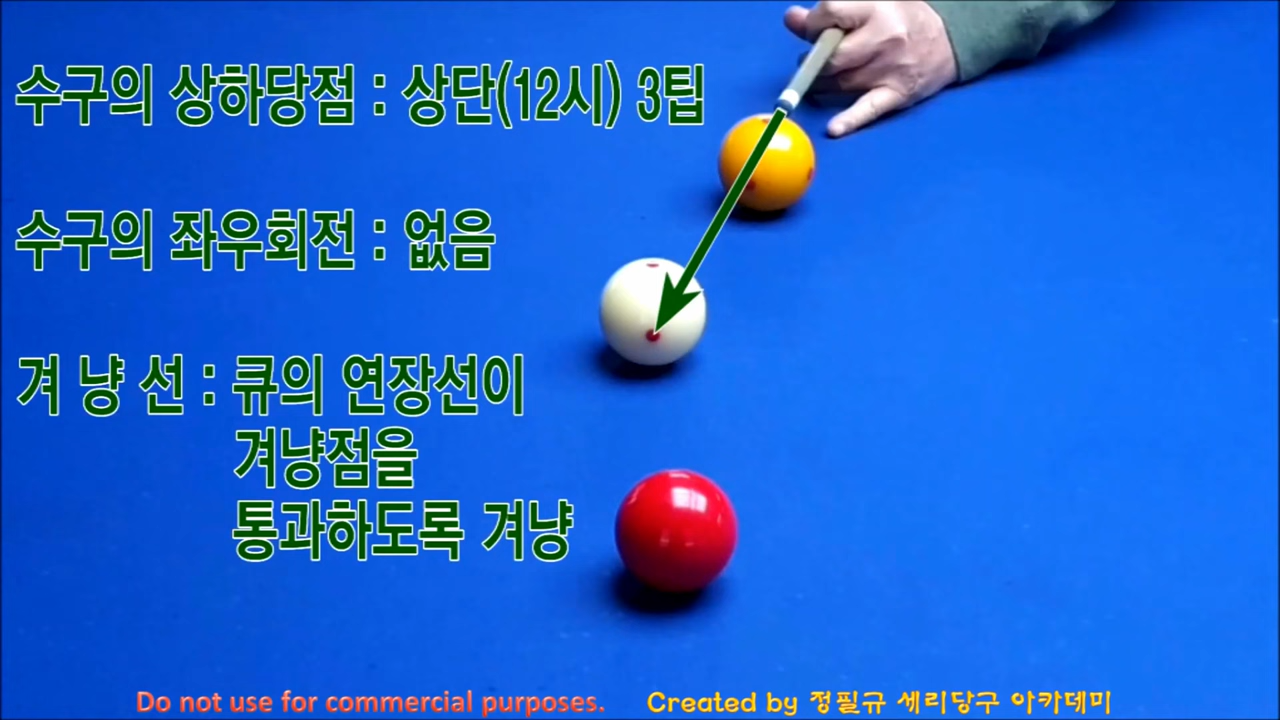 수구의 상하당점 : 상단(12시) 3팁
수구의 좌우회전 : 없음
겨 냥 선 : 큐의 연장선이
겨냥점을
통과하도록 겨냥
Do not use for commercial purposes.
Created by 정필규 세리당구 아카데미